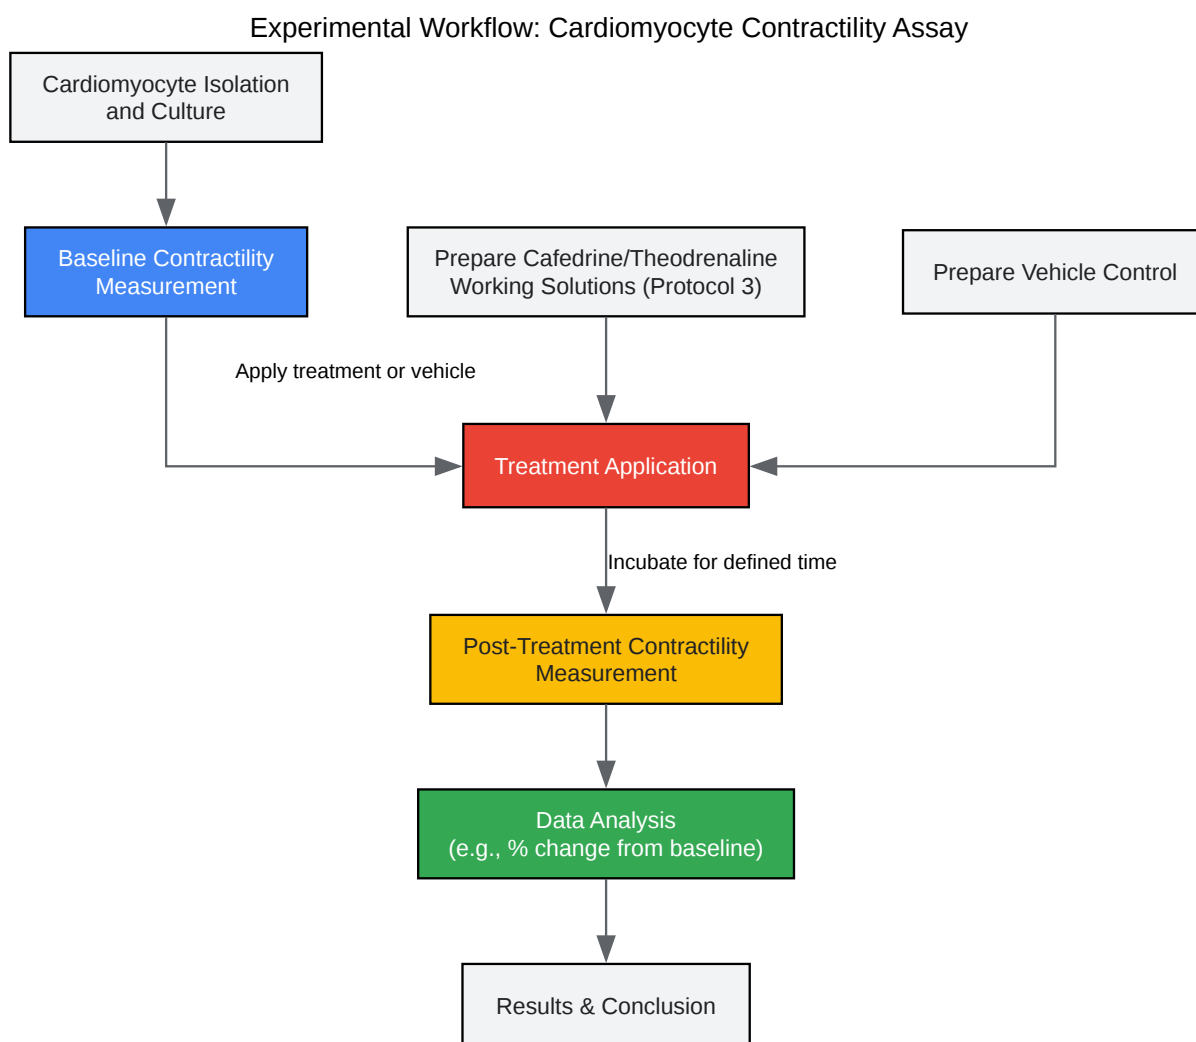 Experimental Workflow: Cardiomyocyte Contractility Assay
Cardiomyocyte Isolation
and Culture
Baseline Contractility
Measurement
Prepare Cafedrine/Theodrenaline
Working Solutions (Protocol 3)
Prepare Vehicle Control
Apply treatment or vehicle
Treatment Application
Incubate for defined time
Post-Treatment Contractility
Measurement
Data Analysis
(e.g., % change from baseline)
Results & Conclusion